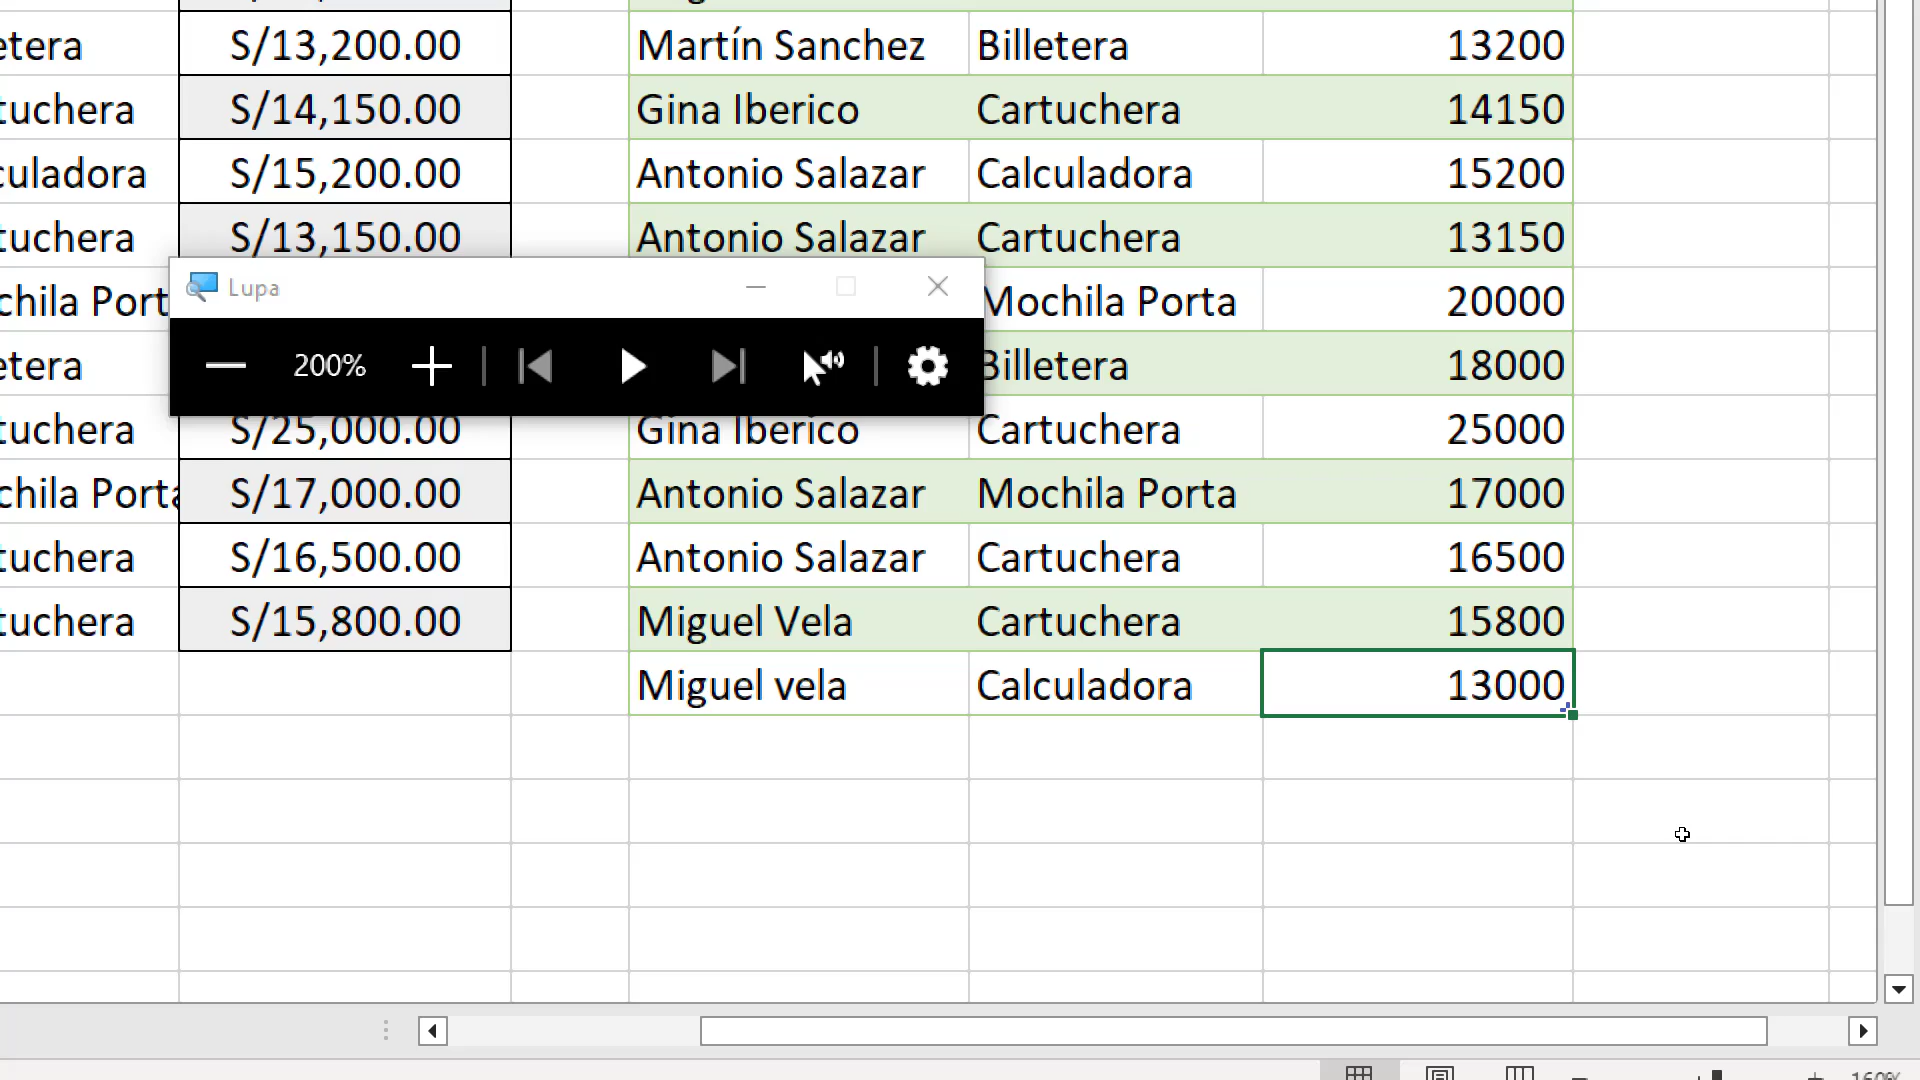 etera S/13,200.00 Martín Sanchez Billetera 13200
tuchera S/14,150.00 Gina Iberico Cartuchera 14150
culadora S/15,200.00 Antonio Salazar Calculadora 15200
tuchera S/13,150.00 Antonio Salazar Cartuchera 13150
chila Port Mochila Porta 20000
Lupa
etera 200% Billetera 18000
tuchera S/25,000.00 Gina Iberico Cartuchera 25000
chila Porta S/17,000.00 Antonio Salazar Mochila Porta 17000
tuchera S/16,500.00 Antonio Salazar Cartuchera 16500
tuchera S/15,800.00 Miguel Vela Cartuchera 15800
Miguel vela Calculadora 13000